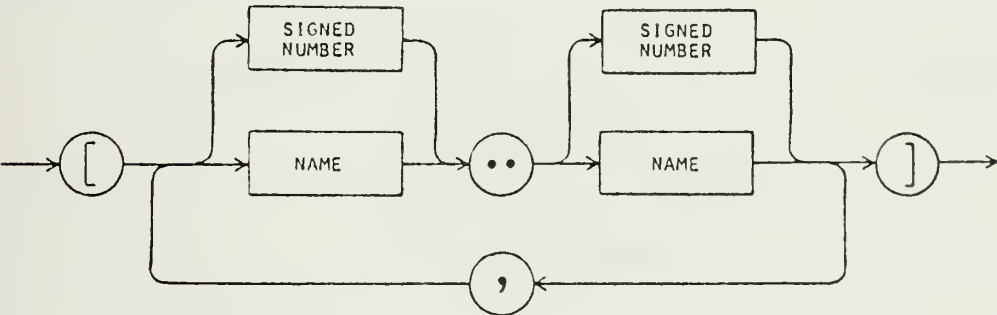 SIGNED
NUMBER
SIGNED
NUMBER
[
NAME
..
NAME
]
,